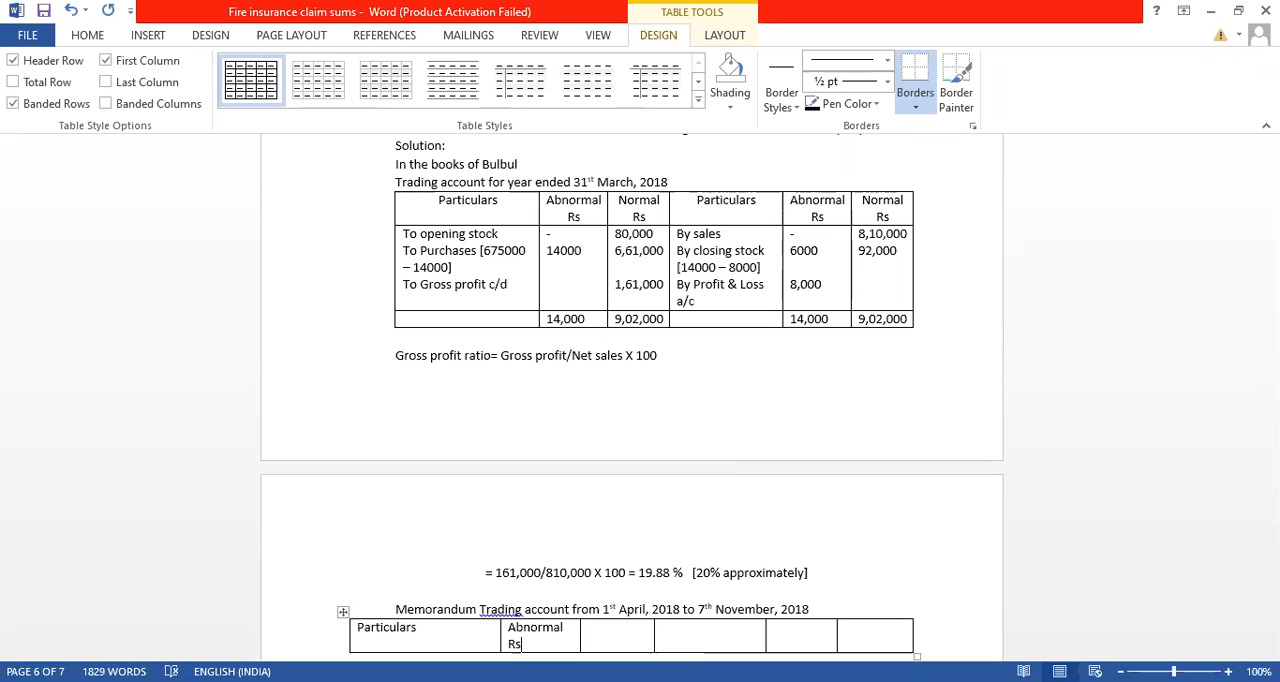 Fire insurance claim sums - Word (Product Activation Failed)
TABLE TOOLS
?
FILE HOME INSERT DESIGN PAGE LAYOUT REFERENCES MAILINGS REVIEW VIEW DESIGN LAYOUT
Header Row First Column
Total Row Last Column
Banded Rows Banded Columns
Table Style Options
Table Styles
Shading
Border Styles
½ pt
Pen Color
Borders
Border Painter
Borders
Solution:
In the books of Bulbul
Trading account for year ended 31st March, 2018
Particulars Abnormal Normal Particulars Abnormal Normal
Rs Rs Rs Rs
To opening stock - 80,000 By sales - 8,10,000
To Purchases [675000 14000 6,61,000 By closing stock 6000 92,000
– 14000] [14000 – 8000]
To Gross profit c/d 1,61,000 By Profit & Loss 8,000
a/c
14,000 9,02,000 14,000 9,02,000
Gross profit ratio= Gross profit/Net sales X 100
= 161,000/810,000 X 100 = 19.88 % [20% approximately]
Memorandum Trading account from 1st April, 2018 to 7th November, 2018
Particulars Abnormal
Rs
PAGE 6 OF 7 1829 WORDS ENGLISH (INDIA) 100%